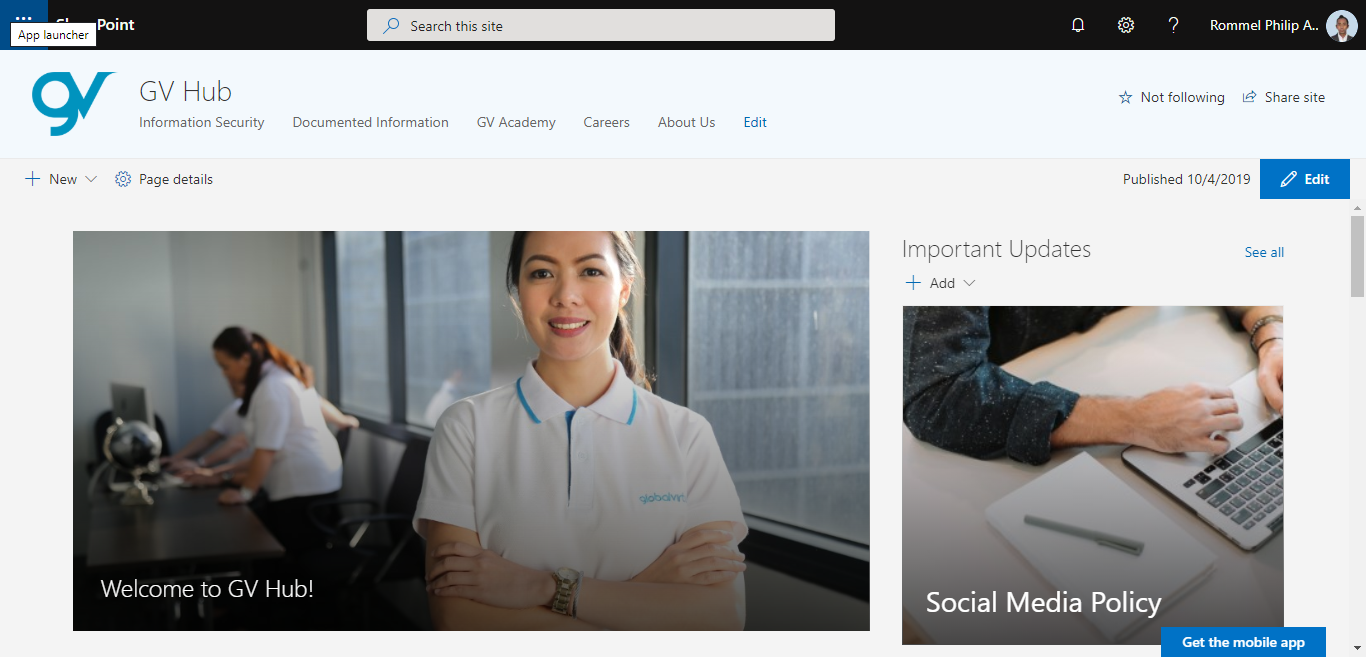 SharePoint
App launcher
Search this site
Rommel Philip A..
gv
GV Hub
Information Security Documented Information GV Academy Careers About Us Edit
Not following Share site
New Page details
Published 10/4/2019 Edit
Important Updates
See all
Add
Welcome to GV Hub!
Social Media Policy
Get the mobile app